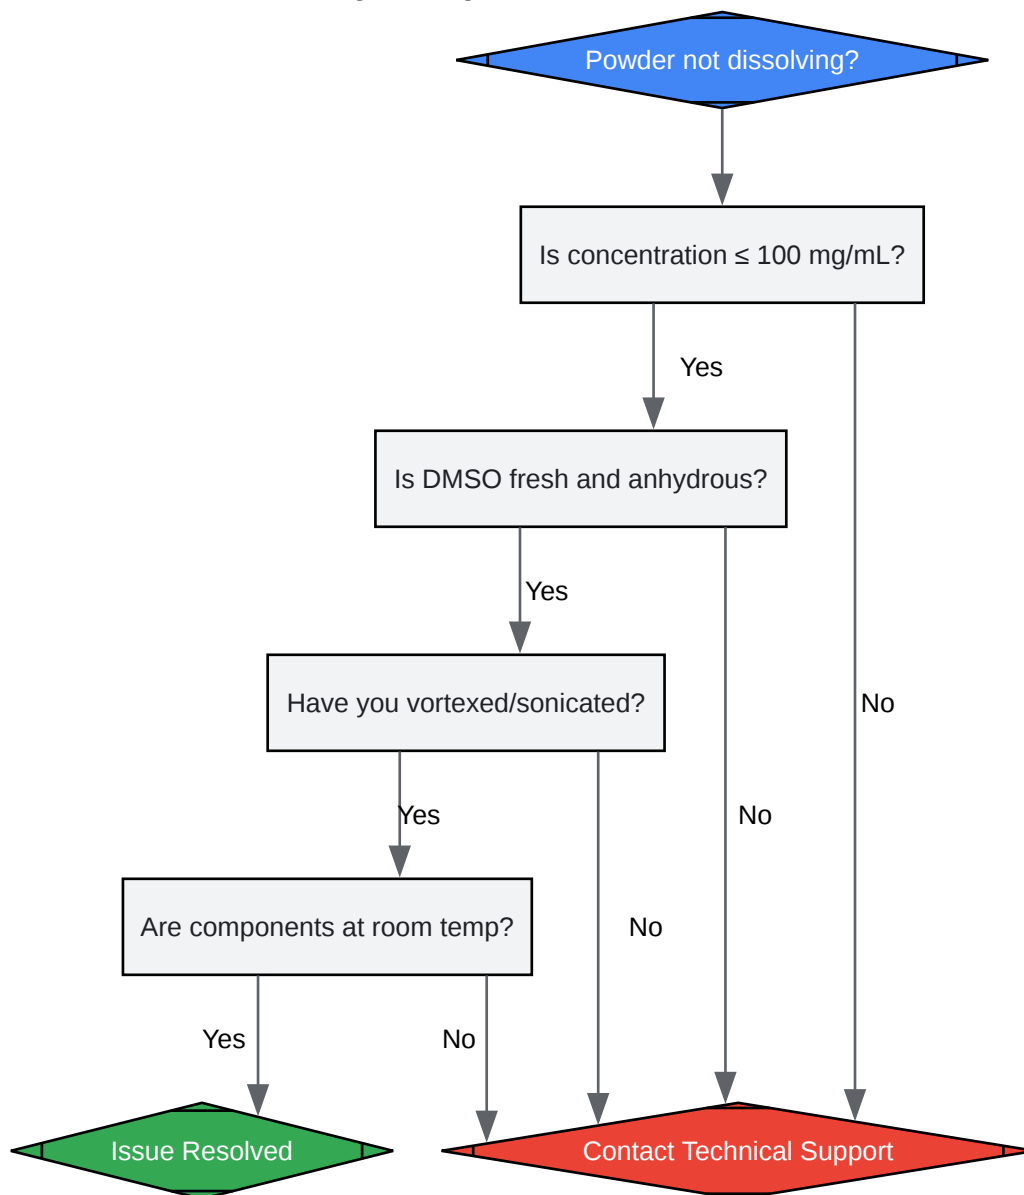 Powder not dissolving?
Is concentration ≤ 100 mg/mL?
Yes
Is DMSO fresh and anhydrous?
Yes
Have you vortexed/sonicated?
No
Yes
No
Are components at room temp?
No
Yes
No
Issue Resolved
Contact Technical Support